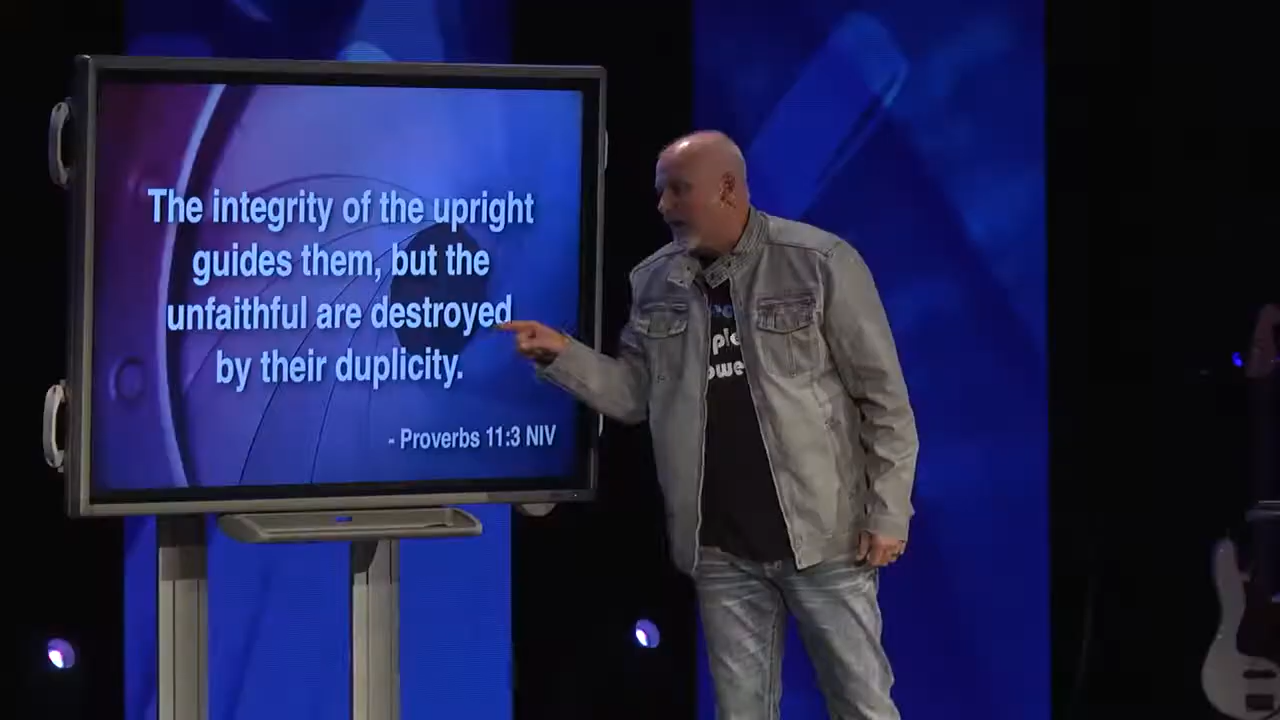 The integrity of the upright
guides them, but the
unfaithful are destroyed
by their duplicity.
- Proverbs 11:3 NIV